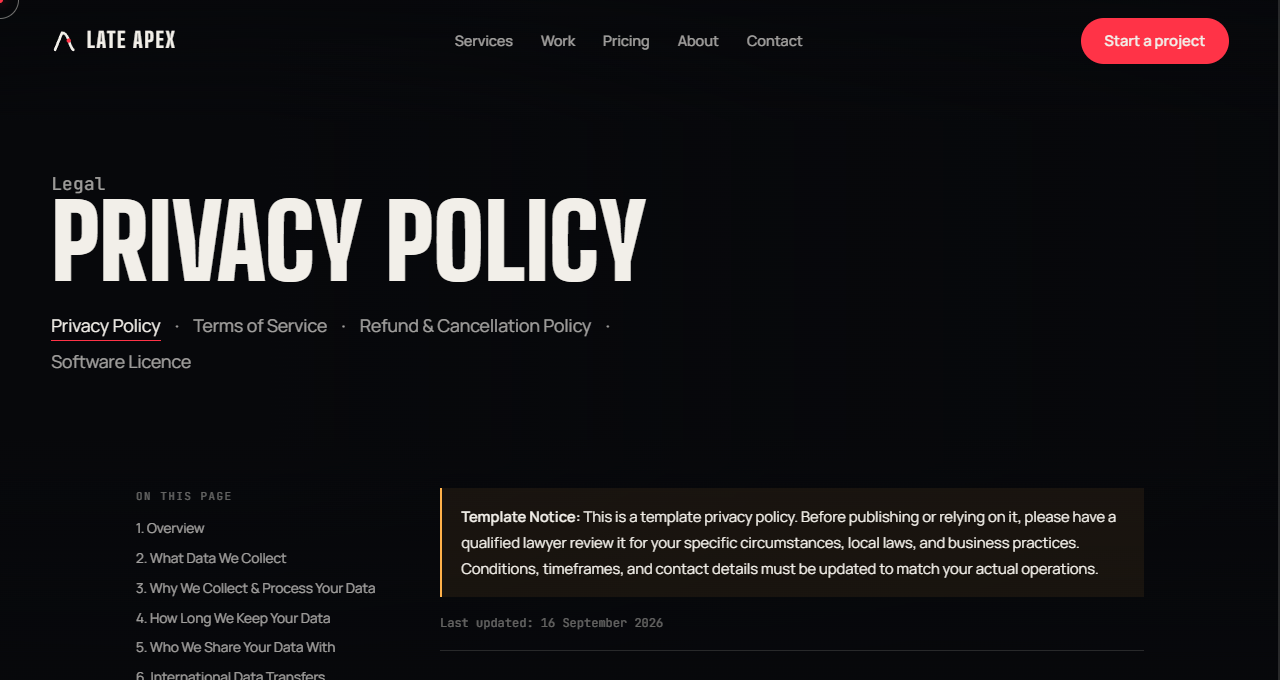 LATE APEX
Services Work Pricing About Contact
Start a project
Legal
PRIVACY POLICY
Privacy Policy · Terms of Service · Refund & Cancellation Policy ·
Software Licence
ON THIS PAGE
1. Overview
2. What Data We Collect
3. Why We Collect & Process Your Data
4. How Long We Keep Your Data
5. Who We Share Your Data With
6. International Data Transfers
Template Notice: This is a template privacy policy. Before publishing or relying on it, please have a
qualified lawyer review it for your specific circumstances, local laws, and business practices.
Conditions, timeframes, and contact details must be updated to match your actual operations.
Last updated: 16 September 2026